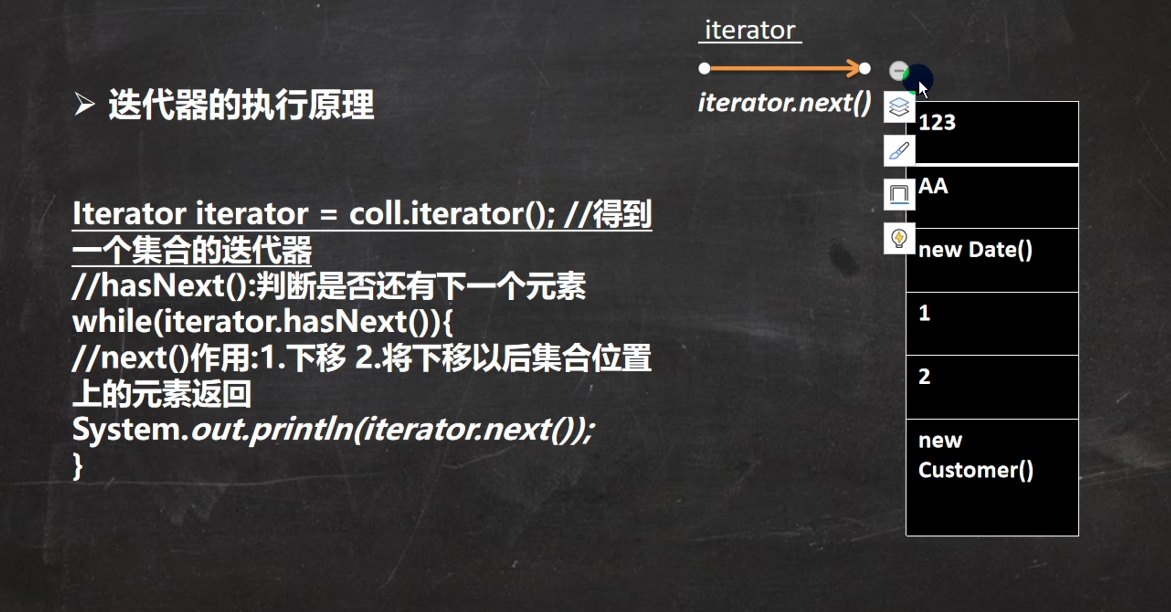 iterator
iterator.next()
➢ 迭代器的执行原理
Iterator iterator = coll.iterator(); //得到
一个集合的迭代器
//hasNext():判断是否还有下一个元素
while(iterator.hasNext()){
//next()作用:1.下移 2.将下移以后集合位置
上的元素返回
System.out.println(iterator.next());
}
123
AA
new Date()
1
2
new
Customer()